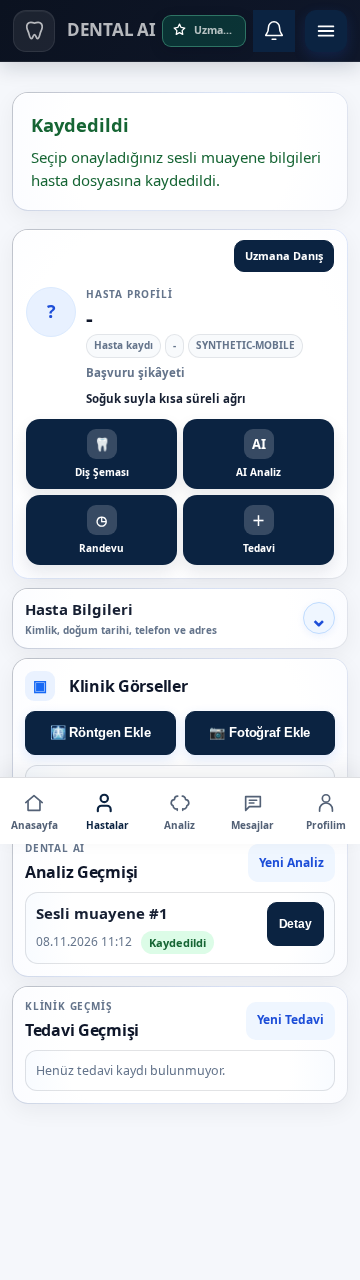 DENTAL AI
Uzma...
Kaydedildi
Seçip onayladığınız sesli muayene bilgileri
hasta dosyasına kaydedildi.
Uzmana Danış
?
HASTA PROFİLİ
-
Hasta kaydı - SYNTHETIC-MOBILE
Başvuru şikâyeti
Soğuk suyla kısa süreli ağrı
Diş Şeması
AI
AI Analiz
Randevu
Tedavi
Hasta Bilgileri
Kimlik, doğum tarihi, telefon ve adres
Klinik Görseller
Röntgen Ekle
Fotoğraf Ekle
Anasayfa
Hastalar
Analiz
Mesajlar
Profilim
DENTAL AI
Analiz Geçmişi
Yeni Analiz
Sesli muayene #1
08.11.2026 11:12 Kaydedildi
Detay
KLİNİK GEÇMİŞ
Tedavi Geçmişi
Yeni Tedavi
Henüz tedavi kaydı bulunmuyor.